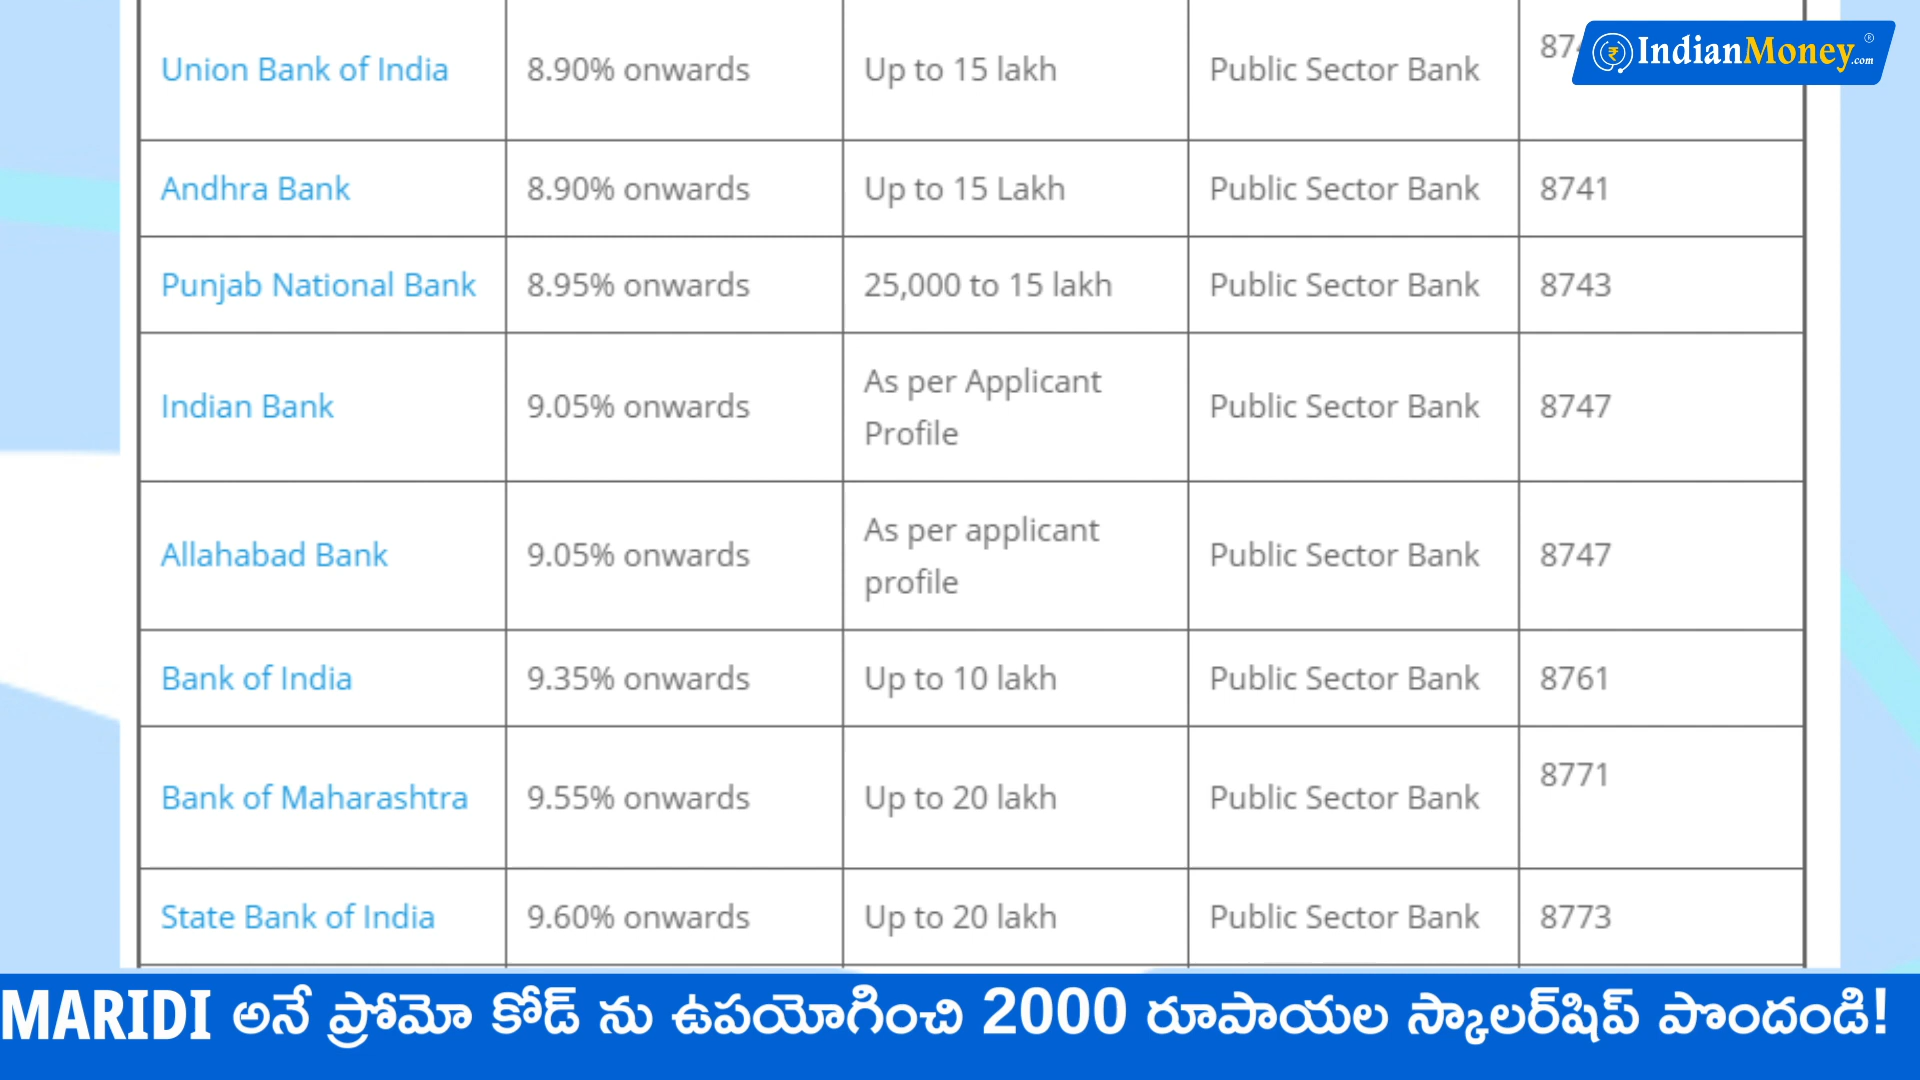 IndianMoney.com®
Union Bank of India 8.90% onwards Up to 15 lakh Public Sector Bank
Andhra Bank 8.90% onwards Up to 15 Lakh Public Sector Bank 8741
Punjab National Bank 8.95% onwards 25,000 to 15 lakh Public Sector Bank 8743
Indian Bank 9.05% onwards As per Applicant Profile Public Sector Bank 8747
Allahabad Bank 9.05% onwards As per applicant profile Public Sector Bank 8747
Bank of India 9.35% onwards Up to 10 lakh Public Sector Bank 8761
Bank of Maharashtra 9.55% onwards Up to 20 lakh Public Sector Bank 8771
State Bank of India 9.60% onwards Up to 20 lakh Public Sector Bank 8773
MARIDI అనే ప్రోమో కోడ్ ను ఉపయోగించి 2000 రూపాయల స్కాలర్‌షిప్ పొందండి!